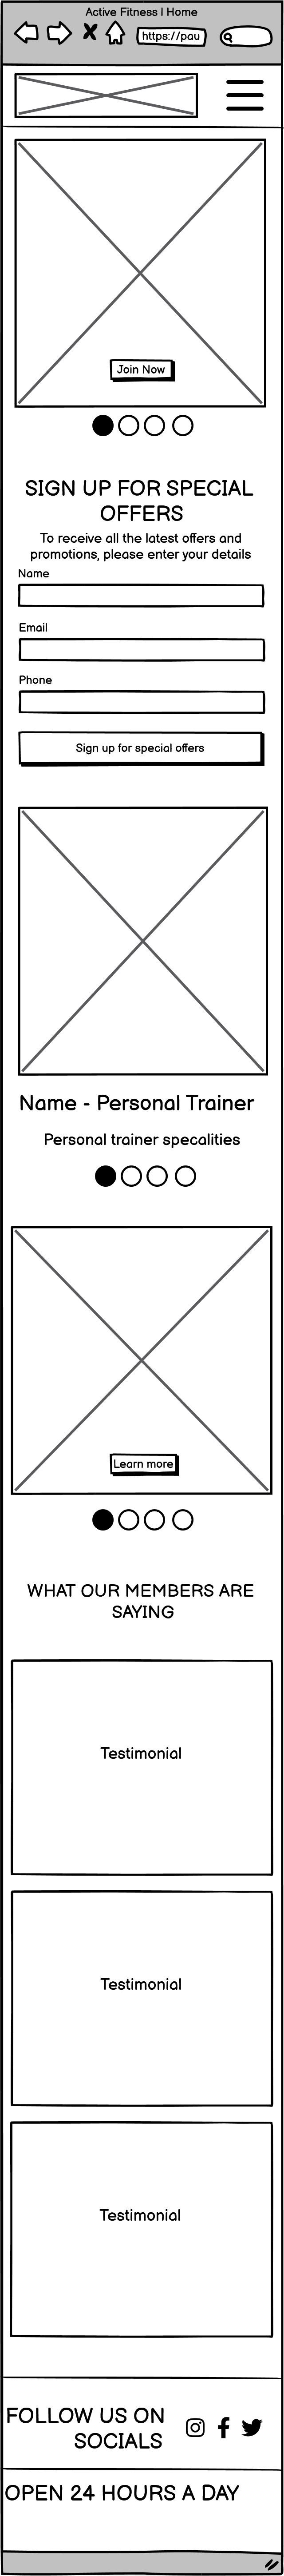 Active Fitness | Home
https://pau
Join Now
SIGN UP FOR SPECIAL
OFFERS
To receive all the latest offers and
promotions, please enter your details
Name
Email
Phone
Sign up for special offers
Name - Personal Trainer
Personal trainer specalities
Learn more
WHAT OUR MEMBERS ARE
SAYING
Testimonial
Testimonial
Testimonial
FOLLOW US ON
SOCIALS
OPEN 24 HOURS A DAY